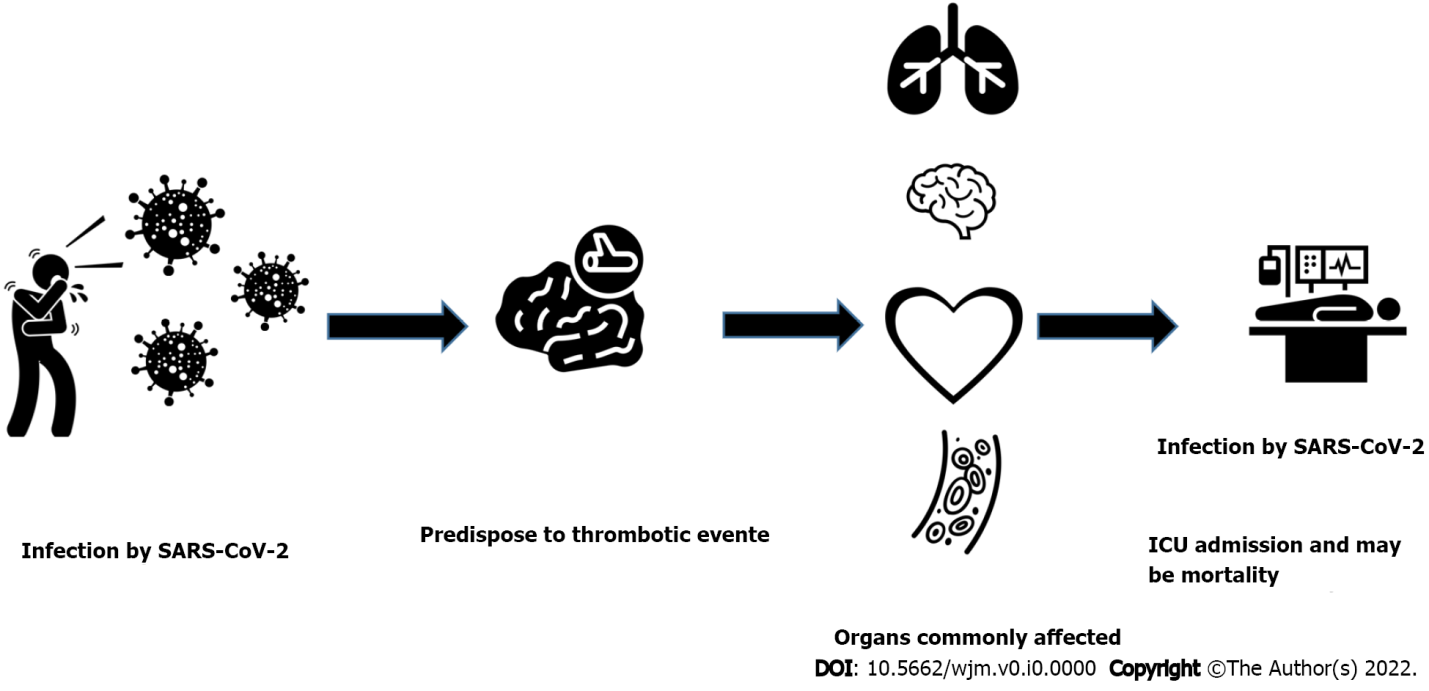 Infection by SARS-CoV-2
Predispose to thrombotic evente
Organs commonly affected
Infection by SARS-CoV-2
ICU admission and may
be mortality
DOI: 10.5662/wjm.v0.i0.0000 Copyright ©The Author(s) 2022.